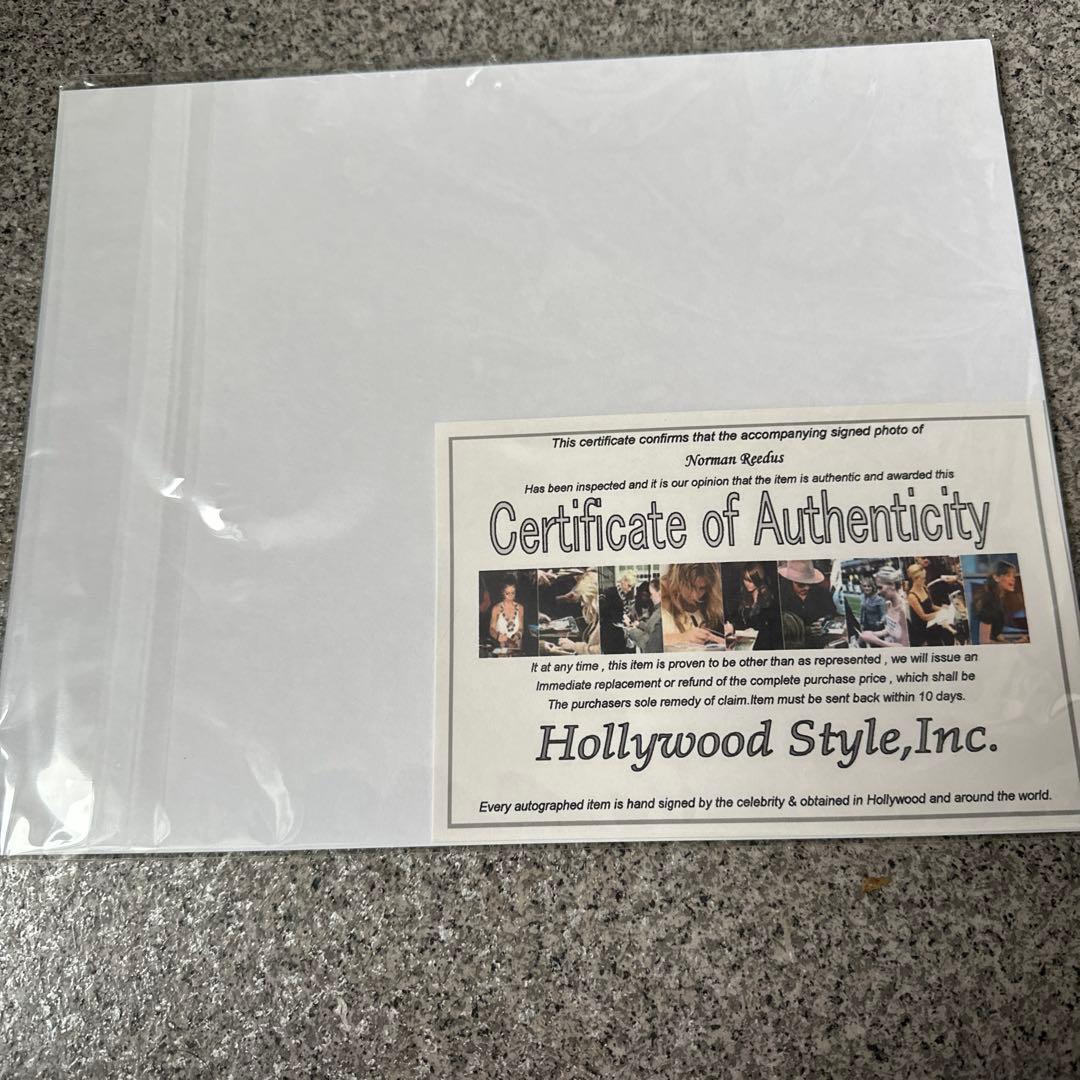 This certificate confirms that the accompanying signed photo of
Norman Reedus
Has been inspected and it is our opinion that the item is authentic and awarded this
Certificate of Authenticity
It at any time , this item is proven to be other than as represented , we will issue an
Immediate replacement or refund of the complete purchase price , which shall be
The purchasers sole remedy of claim.Item must be sent back within 10 days.
Hollywood Style,Inc.
Every autographed item is hand signed by the celebrity & obtained in Hollywood and around the world.